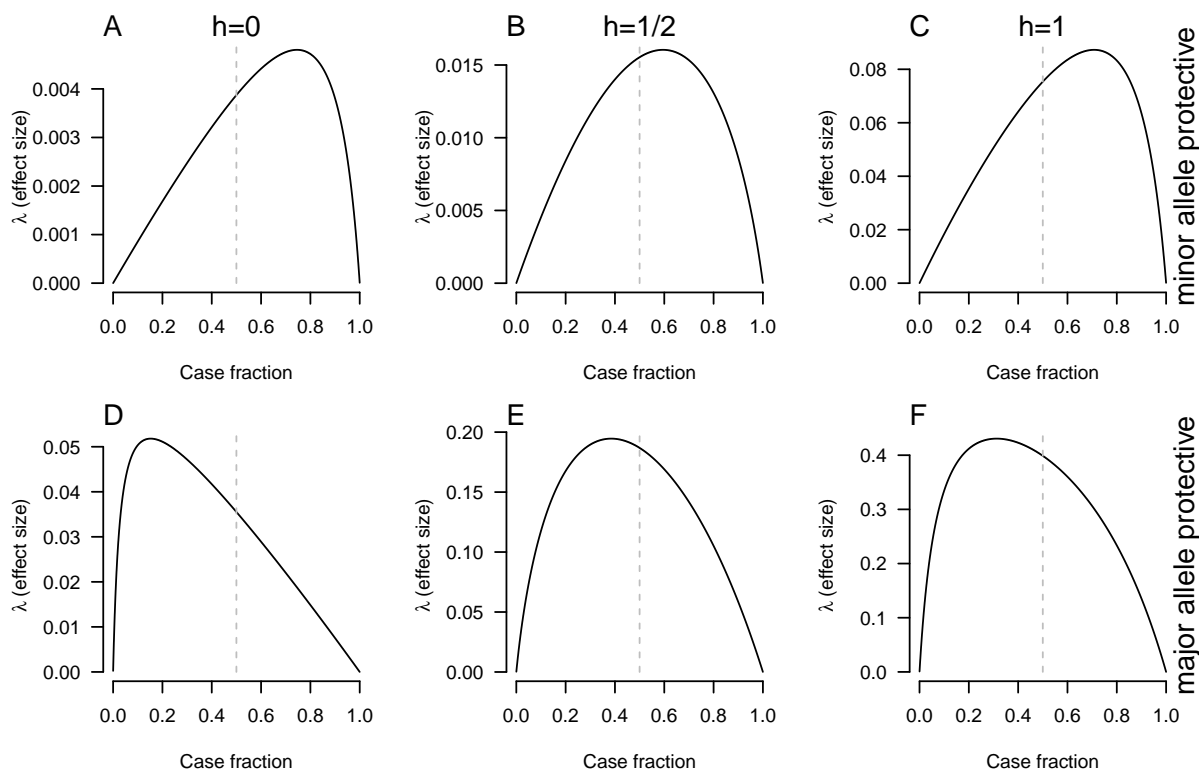 A h=0
B h=1/2
C h=1
0.004
0.003
0.002
0.001
0.000
λ (effect size)
0.0 0.2 0.4 0.6 0.8 1.0
Case fraction
0.015
0.010
0.005
0.000
λ (effect size)
0.0 0.2 0.4 0.6 0.8 1.0
Case fraction
0.08
0.06
0.04
0.02
0.00
λ (effect size)
0.0 0.2 0.4 0.6 0.8 1.0
Case fraction
minor allele protective
D
0.05
0.04
0.03
0.02
0.01
0.00
λ (effect size)
0.0 0.2 0.4 0.6 0.8 1.0
Case fraction
E
0.20
0.15
0.10
0.05
0.00
λ (effect size)
0.0 0.2 0.4 0.6 0.8 1.0
Case fraction
F
0.4
0.3
0.2
0.1
0.0
λ (effect size)
0.0 0.2 0.4 0.6 0.8 1.0
Case fraction
major allele protective